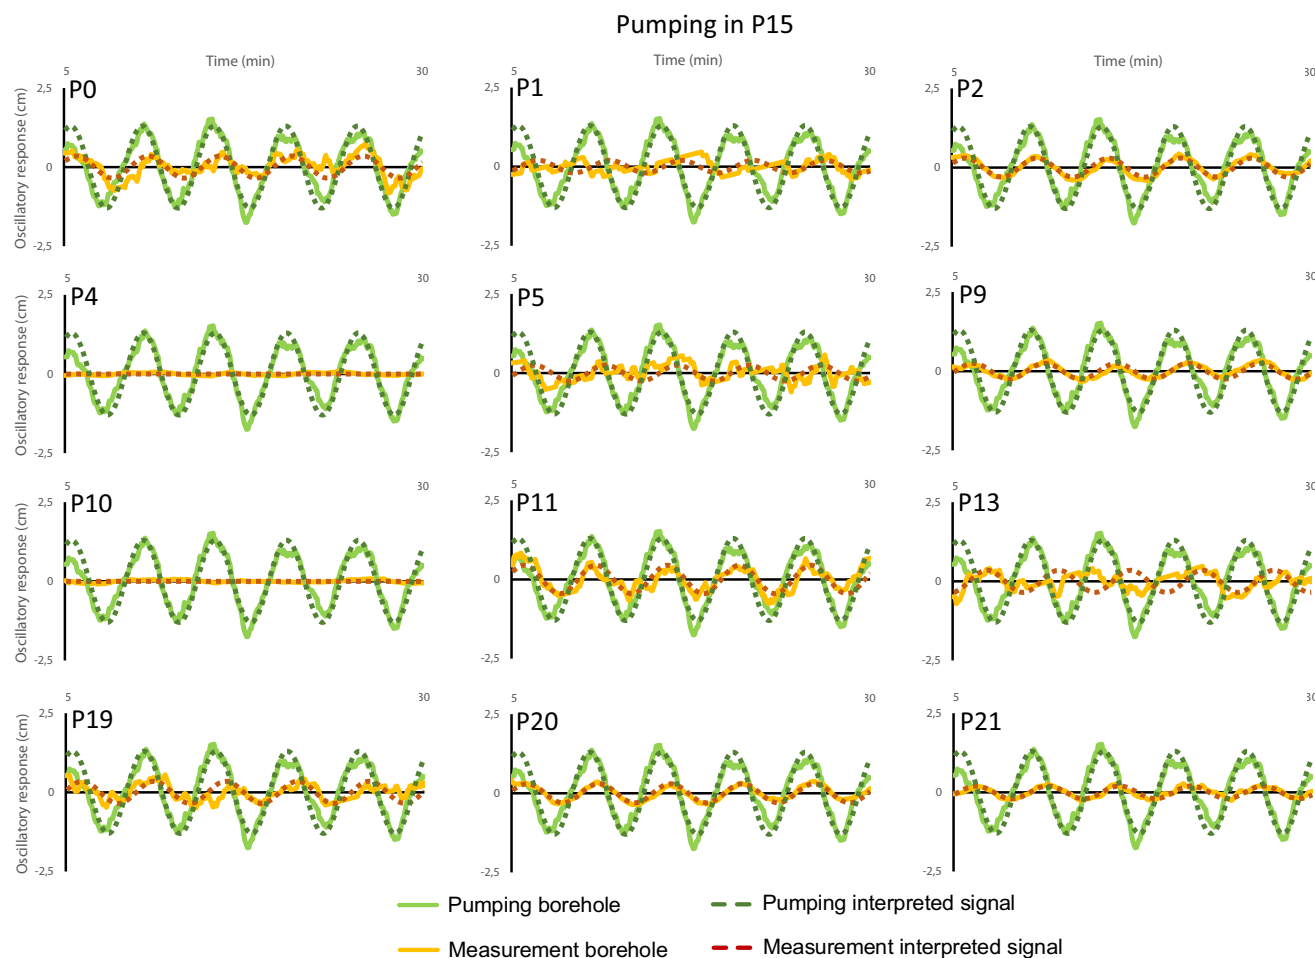 Pumping in P15
Time (min) Time (min) Time (min)
5 30 5 30 5 30
P0 P1 P2
Oscillatory response (cm)
2,5 2,5 2,5
0 0 0
-2,5 -2,5 -2,5
5 30 5 30 5 30
P4 P5 P9
Oscillatory response (cm)
2,5 2,5 2,5
0 0 0
-2,5 -2,5 -2,5
5 30 5 30 5 30
P10 P11 P13
Oscillatory response (cm)
2,5 2,5 2,5
0 0 0
-2,5 -2,5 -2,5
5 30 5 30 5 30
P19 P20 P21
Oscillatory response (cm)
2,5 2,5 2,5
0 0 0
-2,5 -2,5 -2,5
Pumping borehole Pumping interpreted signal
Measurement borehole Measurement interpreted signal